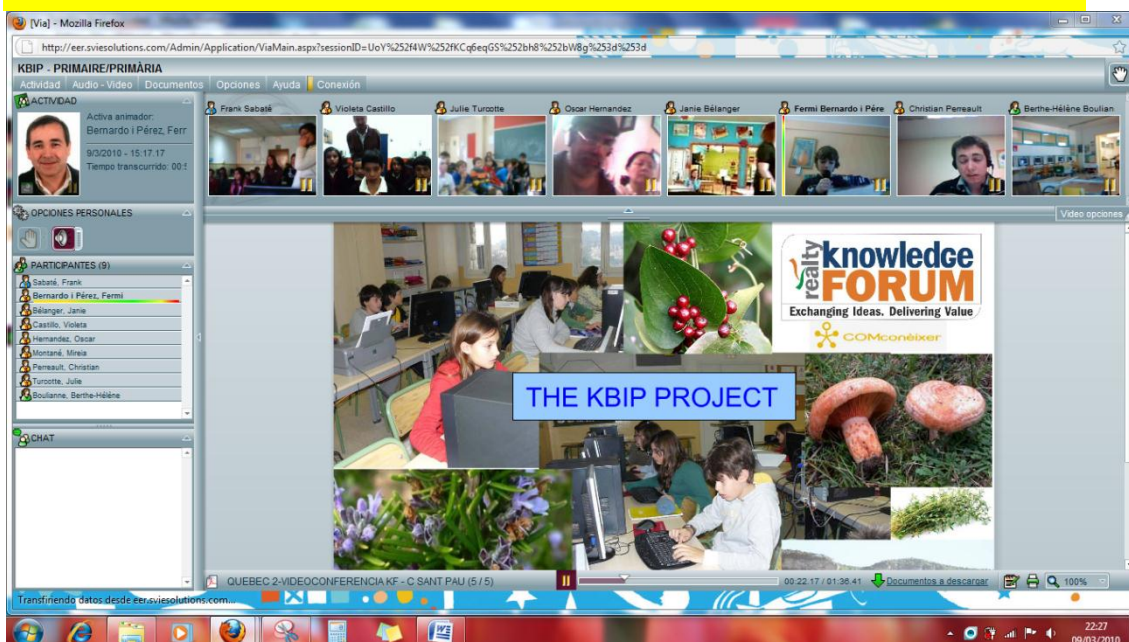 [Via] - Mozilla Firefox
http://eer.sviesolutions.com/Admin/Application/ViaMain.aspx?sessionID=UoY%252f4W%252fKCq6eqGS%252bh8%252bW8g%253d%253d
KBIP - PRIMAIRE/PRIMÀRIA
Actividad Audio-Video Documentos Opciones Ayuda Conexión
ACTIVIDAD
Activa animador:
Bernardo i Pérez, Ferr
9/3/2010 - 15:17.17
Tiempo transcurrido: 00:5
Frank Sabaté
Violeta Castillo
Julie Turcotte
Oscar Hernandez
Janie Bélanger
Fermi Bernardo i Pére
Christian Perreault
Berthe-Hélène Boulian
Video opciones
OPCIONES PERSONALES
PARTICIPANTES (9)
Sabaté, Frank
Bernardo i Pérez, Fermi
Bélanger, Janie
Castillo, Violeta
Hernandez, Oscar
Montané, Mireia
Perreault, Christian
Turcotte, Julie
Boulianne, Berthe-Hélène
CHAT
realty
knowledge
FORUM
Exchanging Ideas. Delivering Value
COMconèixer
THE KBIP PROJECT
QUEBEC 2-VIDEOCONFERENCIA KF - C SANT PAU (5 / 5)
00:22.17 / 01:36.41
Documentos a descargar
100%
Transfiriendo datos desde eer.sviesolutions.com...
22:27
09/03/2010